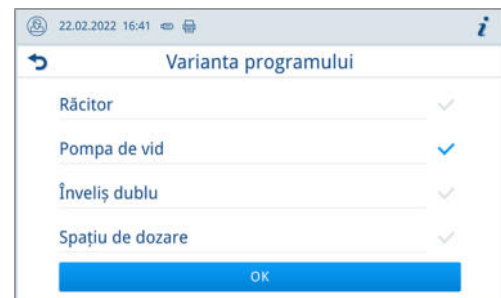 22.02.2022 16:41
i
Varianta programului
Răcitor
Pompa de vid
Înveliș dublu
Spațiu de dozare
OK